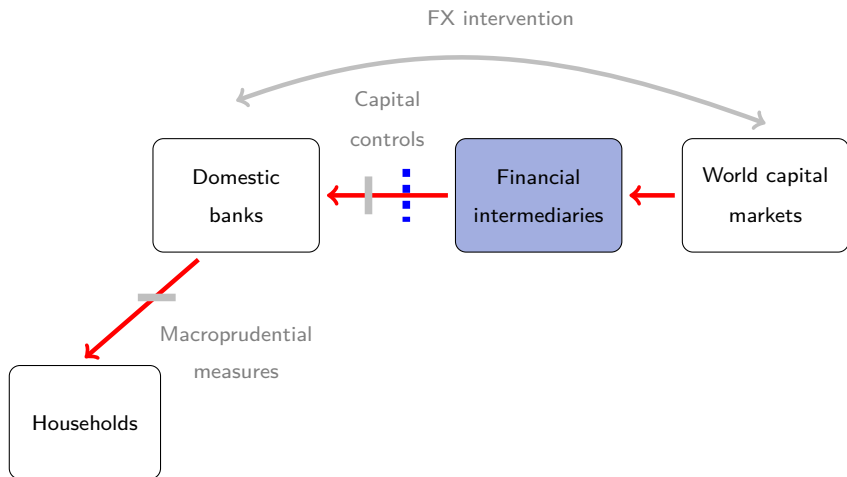 FX intervention
Capital
controls
Domestic
banks
Financial
intermediaries
World capital
markets
Macroprudential
measures
Households